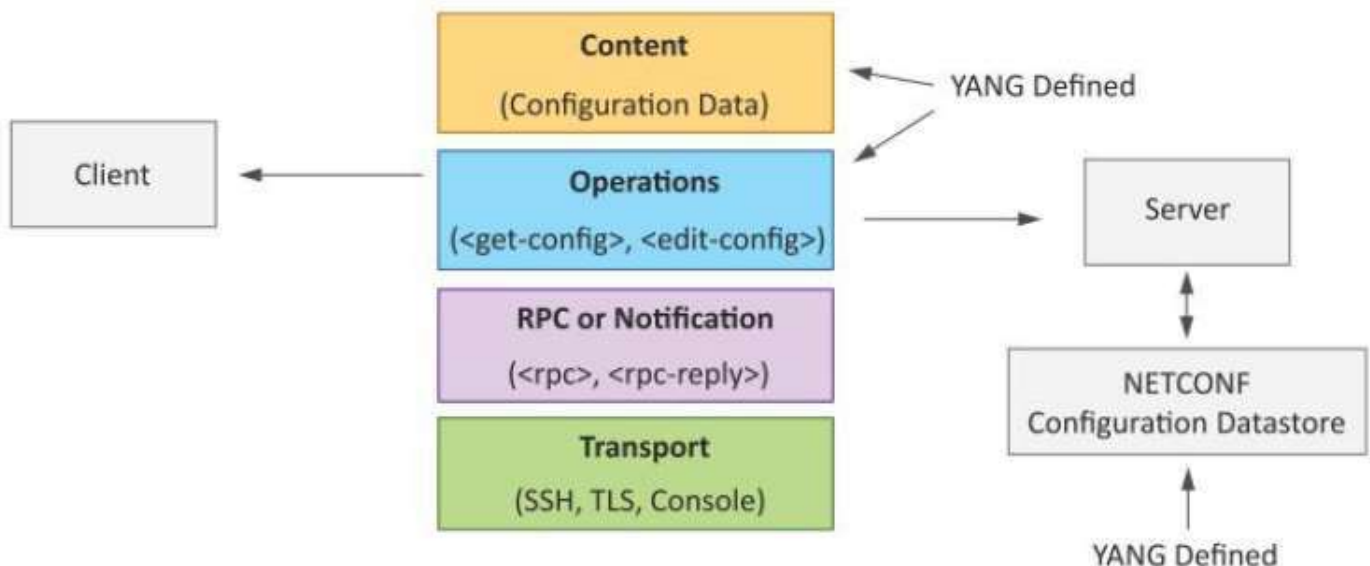 Content
(Configuration Data)
YANG Defined
Client
Operations
(<get-config>, <edit-config>)
Server
RPC or Notification
(<rpc>, <rpc-reply>)
NETCONF
Configuration Datastore
Transport
(SSH, TLS, Console)
YANG Defined